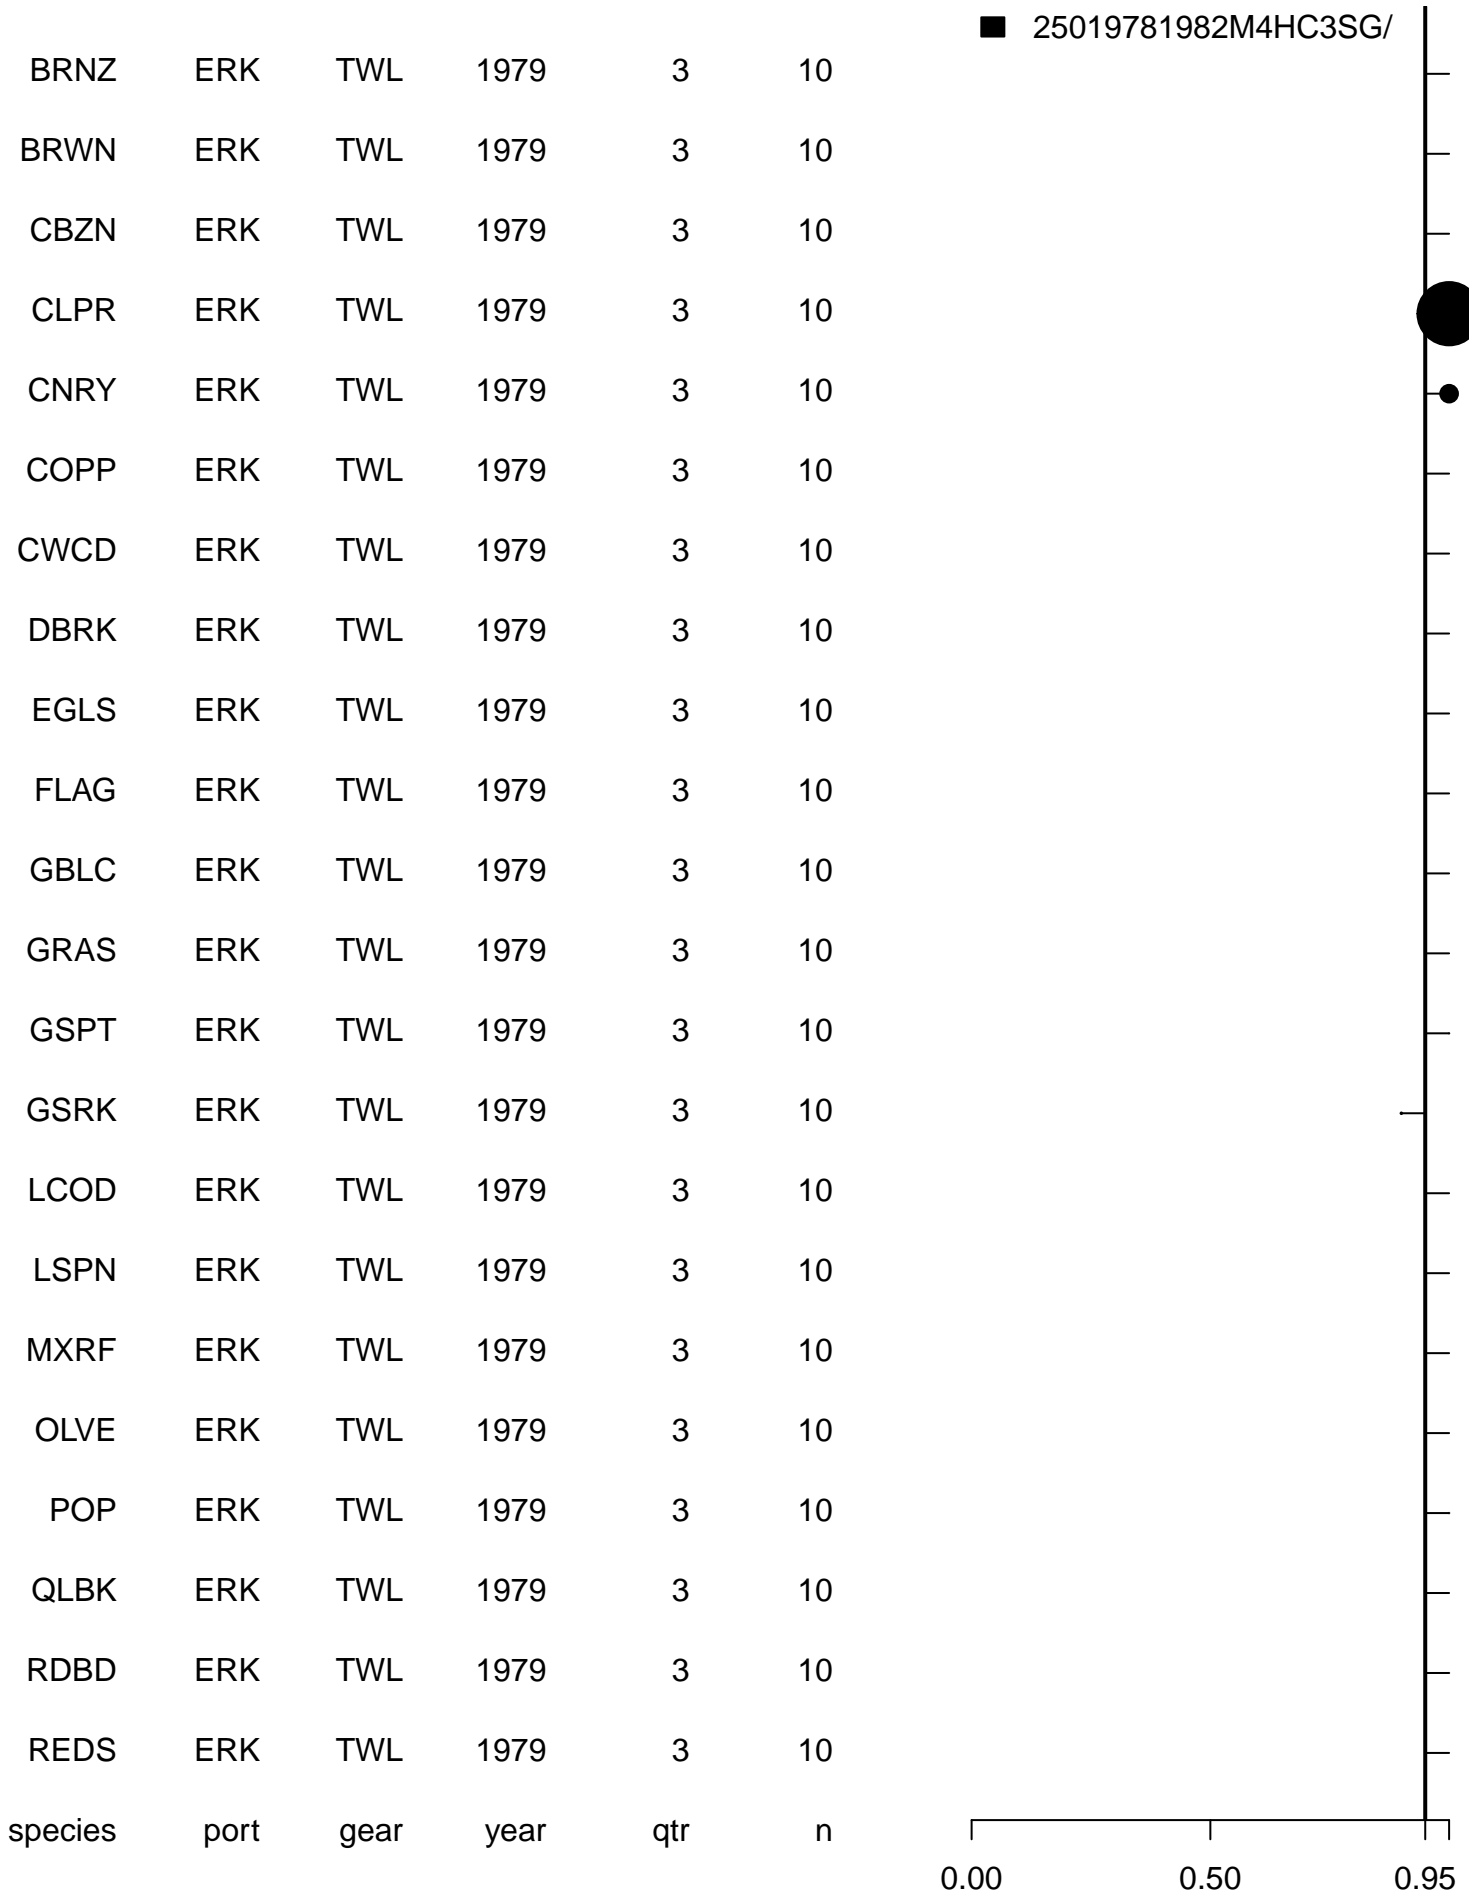 25019781982M4HC3SG/
BRNZ ERK TWL 1979 3 10
BRWN ERK TWL 1979 3 10
CBZN ERK TWL 1979 3 10
CLPR ERK TWL 1979 3 10
CNRY ERK TWL 1979 3 10
COPP ERK TWL 1979 3 10
CWCD ERK TWL 1979 3 10
DBRK ERK TWL 1979 3 10
EGLS ERK TWL 1979 3 10
FLAG ERK TWL 1979 3 10
GBLC ERK TWL 1979 3 10
GRAS ERK TWL 1979 3 10
GSPT ERK TWL 1979 3 10
GSRK ERK TWL 1979 3 10
LCOD ERK TWL 1979 3 10
LSPN ERK TWL 1979 3 10
MXRF ERK TWL 1979 3 10
OLVE ERK TWL 1979 3 10
POP ERK TWL 1979 3 10
QLBK ERK TWL 1979 3 10
RDBD ERK TWL 1979 3 10
REDS ERK TWL 1979 3 10
species port gear year qtr n
0.00 0.50 0.95